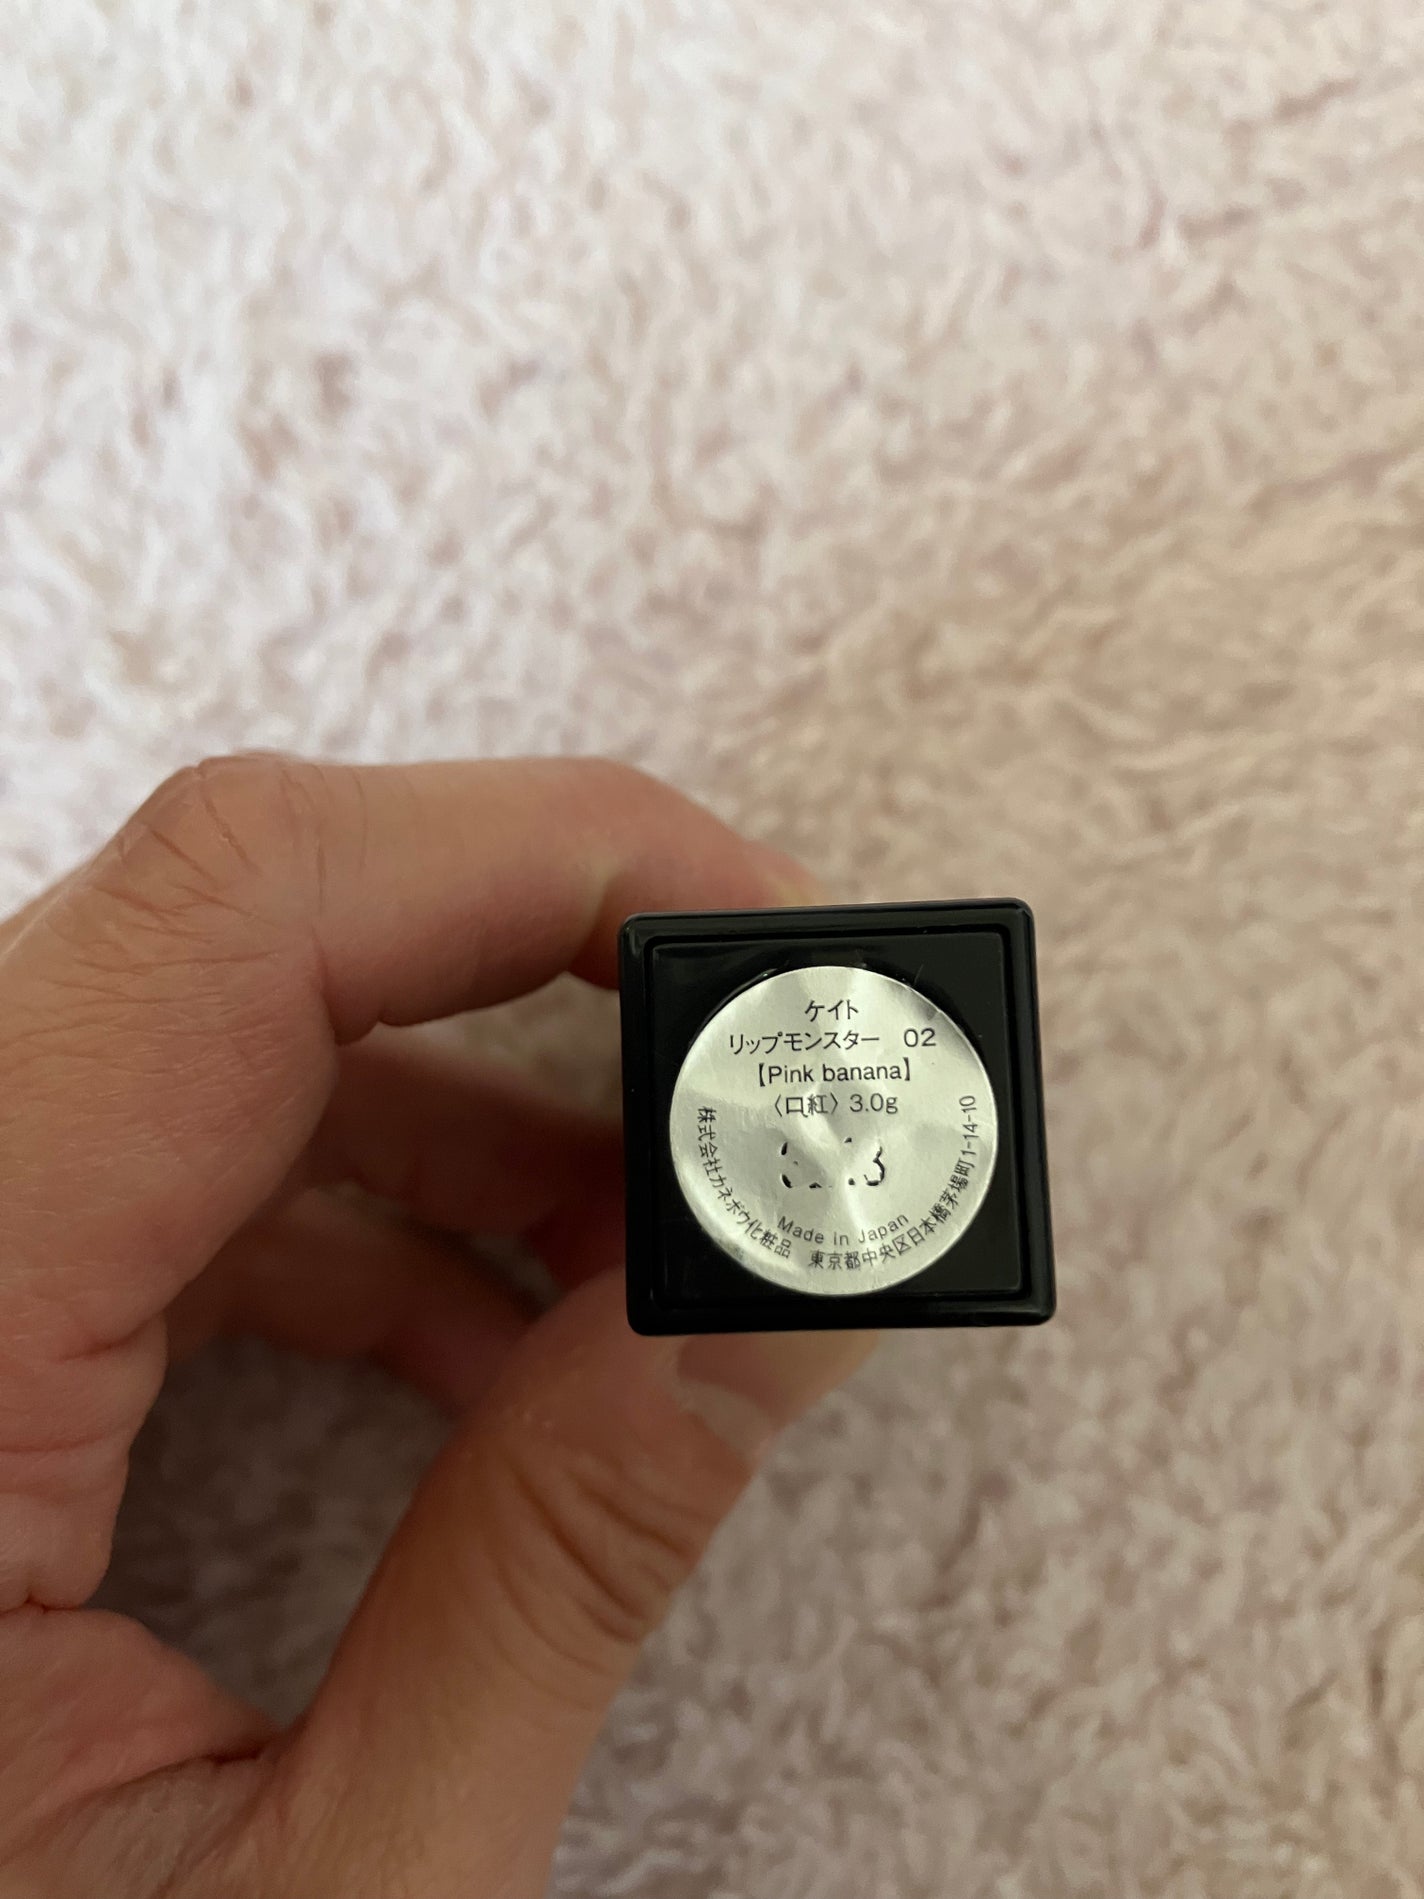 ケイト
リップモンスター 02
【Pink banana】
〈口紅〉 3.0g
Made in Japan
株式会社カネボウ化粧品 東京都中央区日本橋茅場町1-14-10